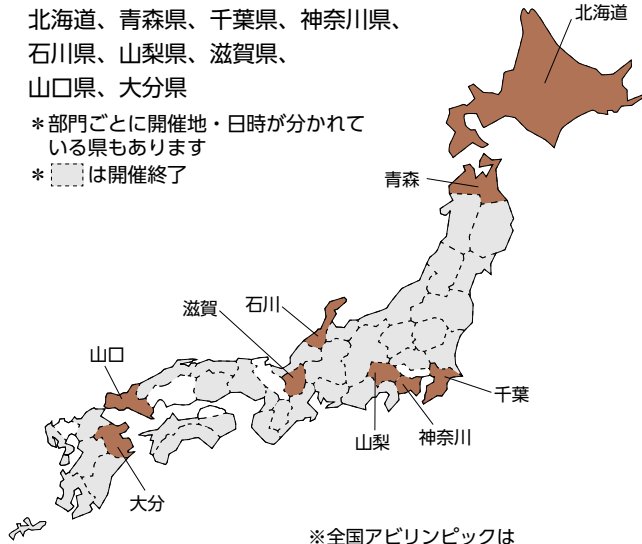 北海道、青森県、千葉県、神奈川県、
石川県、山梨県、滋賀県、
山口県、大分県
＊部門ごとに開催地・日時が分かれて
いる県もあります
＊は開催終了
北海道
青森
石川
滋賀
山口
千葉
神奈川
山梨
大分
※全国アビリンピックは